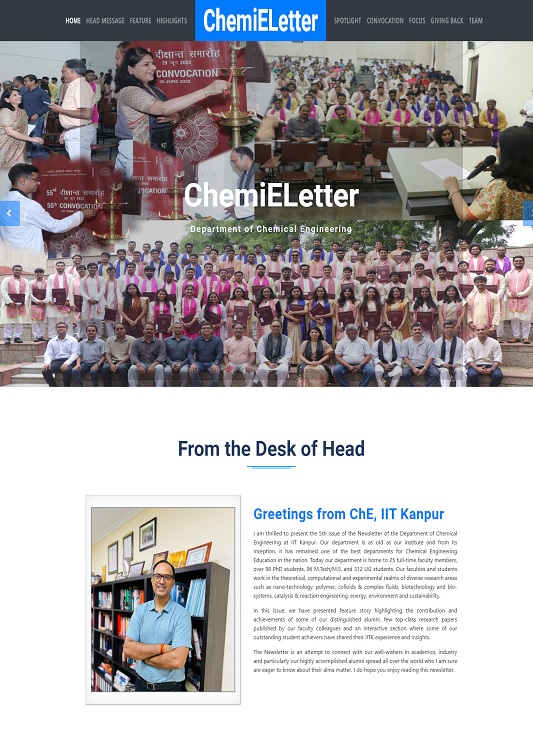 HOME HEAD MESSAGE FEATURE HIGHLIGHTS ChemiELetter SPOTLIGHT CONVOCATION FOCUS GIVING BACK TEAM
दीक्षान्त समारोह
29 जून 2022
CONVOCATION
29 JUNE 2022
55वां दीक्षान्त समारोह
55th CONVOCATION
ChemiELetter
Department of Chemical Engineering
From the Desk of Head
Greetings from ChE, IIT Kanpur
I am thrilled to present the 5th issue of the Newsletter of the Department of Chemical
Engineering at IIT Kanpur. Our department is as old as our institute and from its
inception, it has remained one of the best departments for Chemical Engineering
Education in the nation. Today our department is home to 25 full-time faculty members,
over 98 PhD students, 96 M.Tech/M.S. and 312 UG students. Our faculties and students
work in the theoretical, computational and experimental realms of diverse research areas
such as nano-technology, polymer, colloids & complex fluids, biotechnology and bio-
systems, catalysis & reaction engineering, energy, environment and sustainability.
In this issue, we have presented feature story highlighting the contribution and
achievements of some of our distinguished alumni, few top-class research papers
published by our faculty colleagues and an interactive section where some of our
outstanding student achievers have shared their IITK experience and insights.
The Newsletter is an attempt to connect with our well-wishers in academics, industry
and particularly our highly accomplished alumni spread all over the world who I am sure
are eager to know about their alma matter. I do hope you enjoy reading this newsletter.